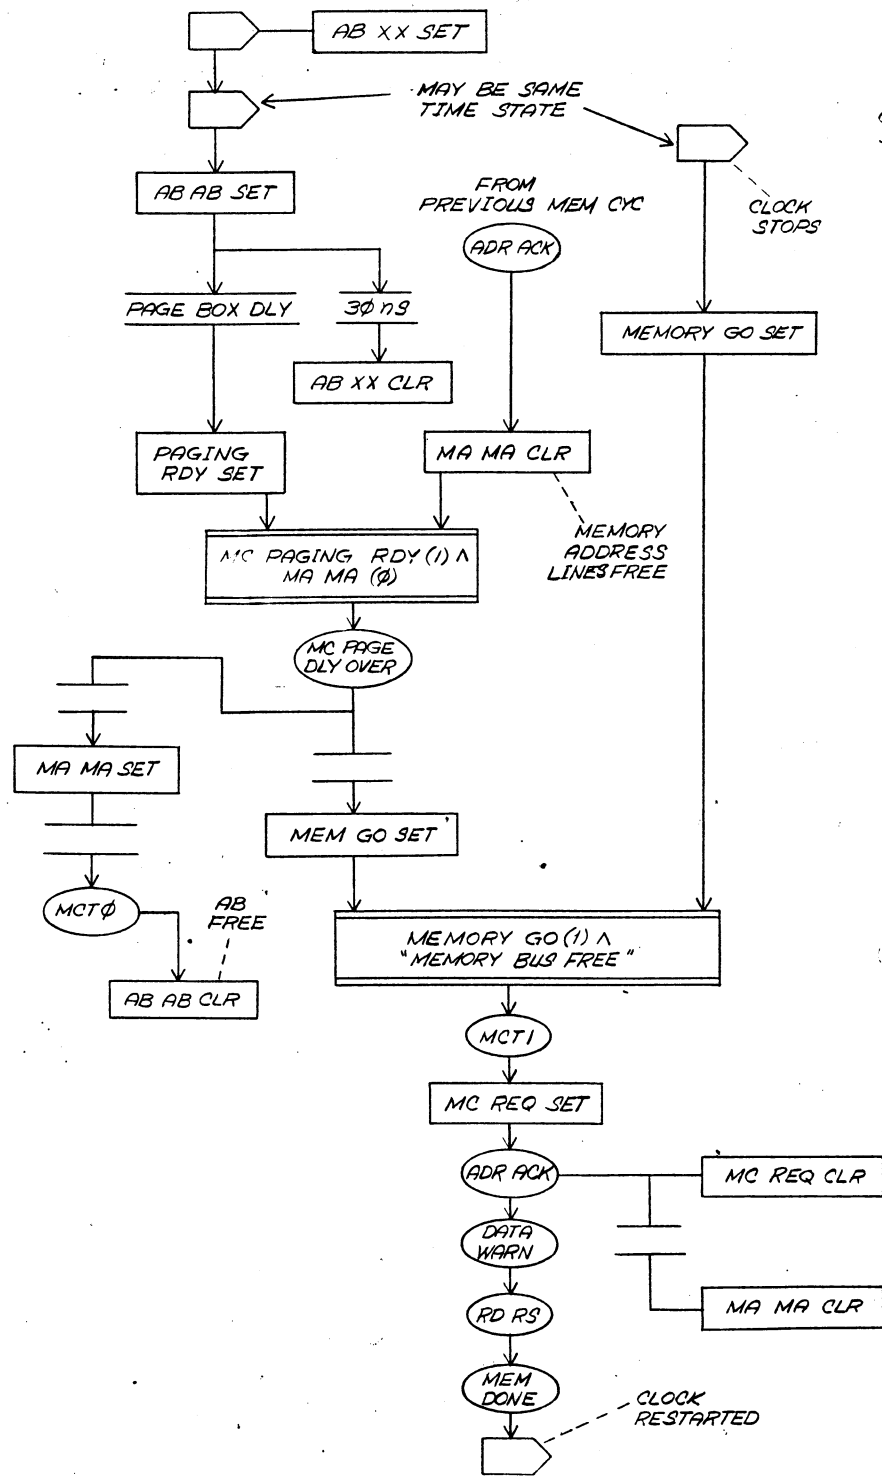 AB XX SET
MAY BE SAME
TIME STATE
AB AB SET
FROM
PREVIOUS MEM CYC
CLOCK
STOPS
ADR ACK
PAGE BOX DLY
3φ ns
MEMORY GO SET
AB XX CLR
PAGING
RDY SET
MA MA CLR
MEMORY
ADDRESS
LINES FREE
MC PAGING RDY (1) ∧
MA MA (φ)
MC PAGE
DLY OVER
MA MA SET
MEM GO SET
MCT φ
AB
FREE
AB AB CLR
MEMORY GO (1) ∧
"MEMORY BUS FREE"
MCT 1
MC REQ SET
ADR ACK
MC REQ CLR
DATA
WARN
RD RS
MA MA CLR
MEM
DONE
CLOCK
RESTARTED